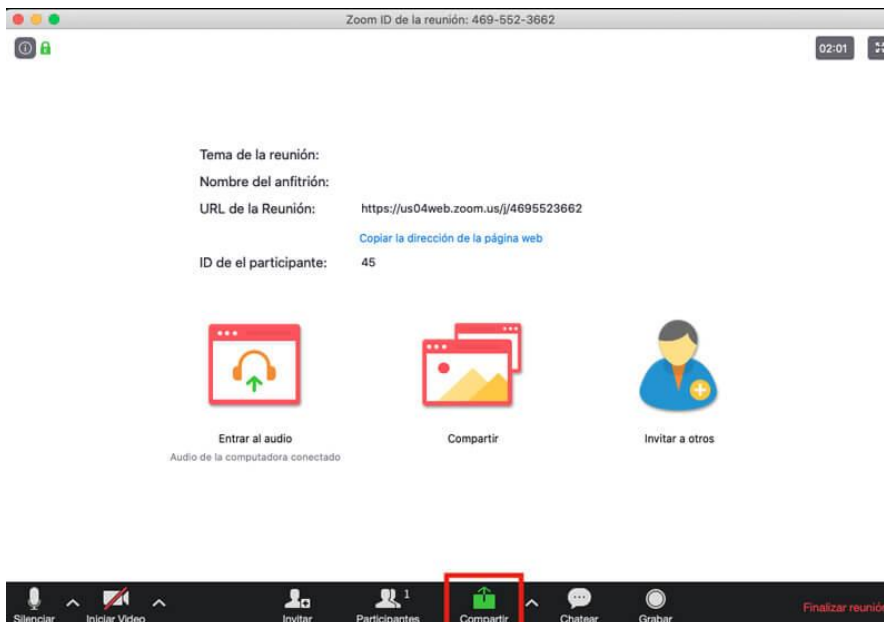 Zoom ID de la reunión: 469-552-3662
02:01
Tema de la reunión:
Nombre del anfitrión:
URL de la Reunión: https://us04web.zoom.us/j/4695523662
Copiar la dirección de la página web
ID de el participante: 45
Entrar al audio Compartir Invitar a otros
Audio de la computadora conectado
1
Silenciar Iniciar Video Invitar Participantes Compartir Chatear Grabar Finalizar reunión